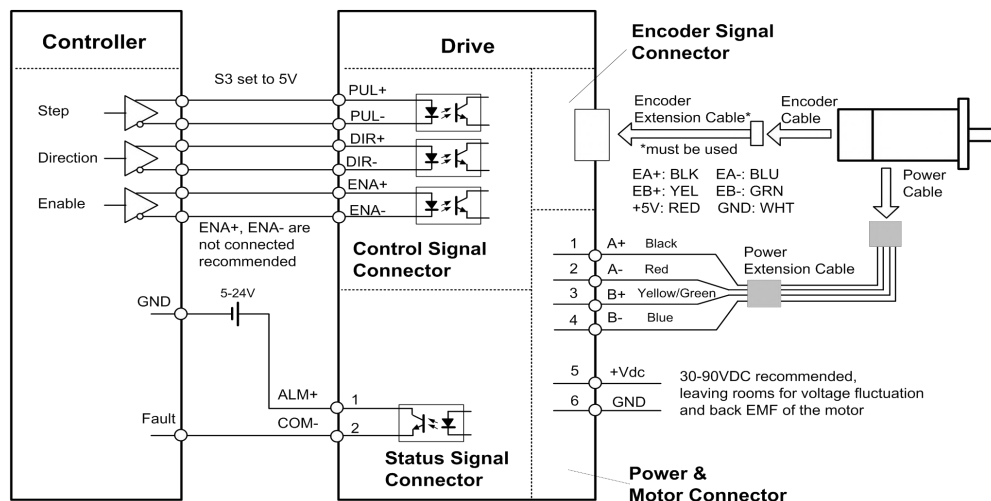 Controller
Drive
Encoder Signal
Connector
S3 set to 5V
Step
PUL+
PUL-
Direction
DIR+
DIR-
Enable
ENA+
ENA-
ENA+, ENA- are
not connected
recommended
Control Signal
Connector
Encoder
Extension Cable*
*must be used
Encoder
Cable
EA+: BLK EA-: BLU
EB+: YEL EB-: GRN
+5V: RED GND: WHT
Power
Cable
1 A+ Black
2 A- Red
3 B+ Yellow/Green
4 B- Blue
Power
Extension Cable
GND
5-24V
5 +Vdc
6 GND
30-90VDC recommended,
leaving rooms for voltage fluctuation
and back EMF of the motor
ALM+ 1
Fault
COM- 2
Status Signal
Connector
Power &
Motor Connector